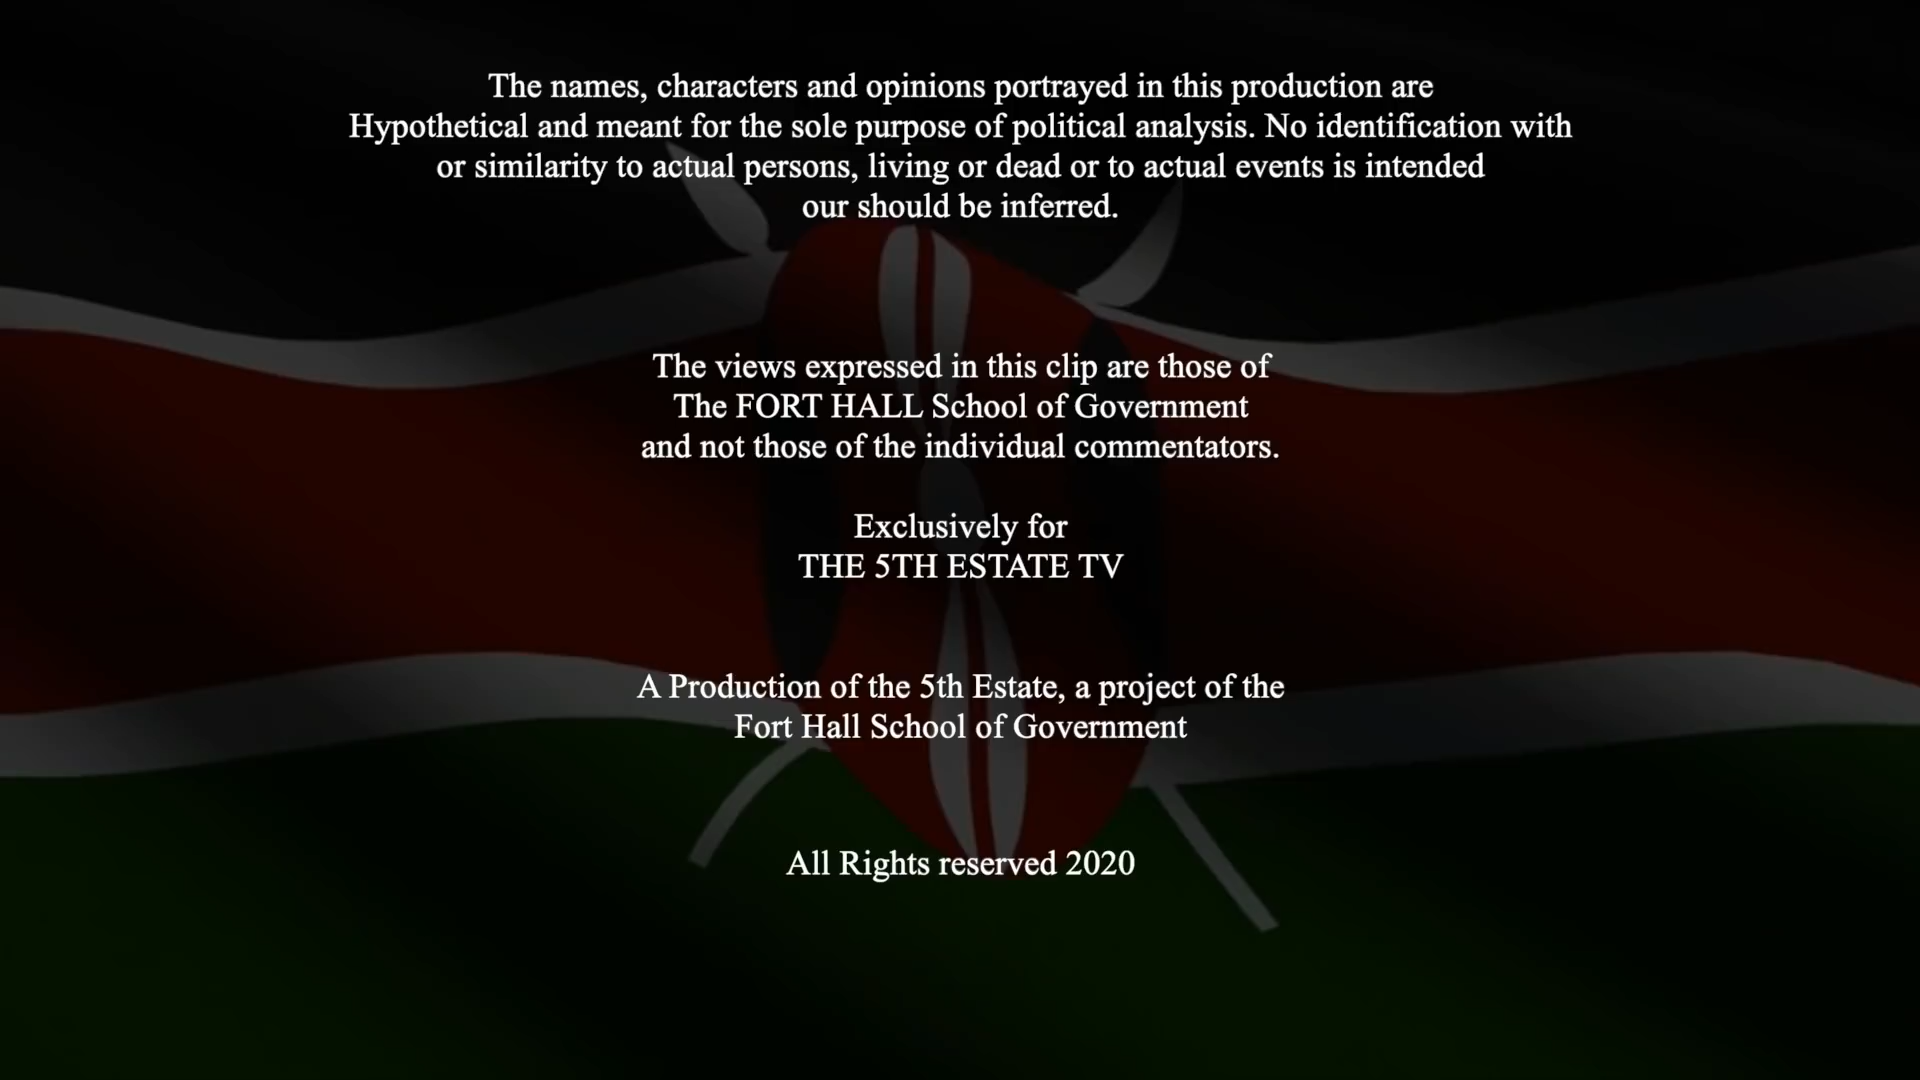 The names, characters and opinions portrayed in this production are
Hypothetical and meant for the sole purpose of political analysis. No identification with
or similarity to actual persons, living or dead or to actual events is intended
our should be inferred.
The views expressed in this clip are those of
The FORT HALL School of Government
and not those of the individual commentators.
Exclusively for
THE 5TH ESTATE TV
A Production of the 5th Estate, a project of the
Fort Hall School of Government
All Rights reserved 2020